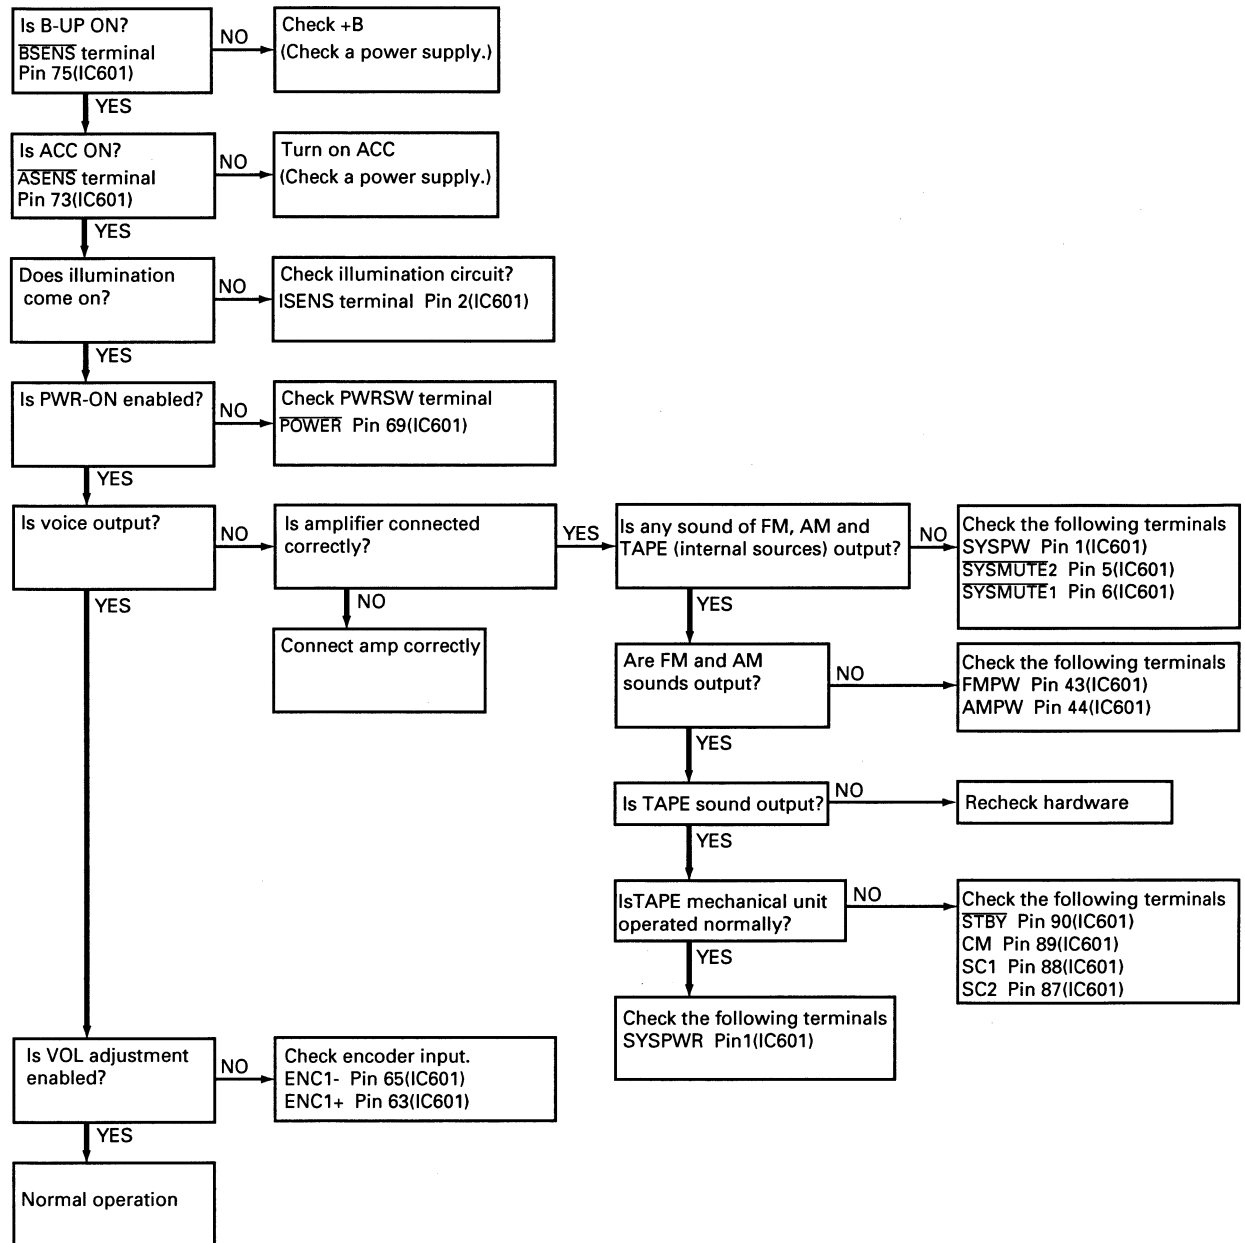 Is B-UP ON?
BSENS terminal
Pin 75(IC601)
NO
Check +B
(Check a power supply.)
YES
Is ACC ON?
ASENS terminal
Pin 73(IC601)
NO
Turn on ACC
(Check a power supply.)
YES
Does illumination
come on?
NO
Check illumination circuit?
ISENS terminal Pin 2(IC601)
YES
Is PWR-ON enabled?
NO
Check PWRSW terminal
POWER Pin 69(IC601)
YES
Is voice output?
NO
Is amplifier connected
correctly?
YES
Is any sound of FM, AM and
TAPE (internal sources) output?
NO
Check the following terminals
SYSPW Pin 1(IC601)
SYSMUTE2 Pin 5(IC601)
SYSMUTE1 Pin 6(IC601)
YES
NO
Connect amp correctly
YES
Are FM and AM
sounds output?
NO
Check the following terminals
FMPW Pin 43(IC601)
AMPW Pin 44(IC601)
YES
Is TAPE sound output?
NO
Recheck hardware
YES
IsTAPE mechanical unit
operated normally?
NO
Check the following terminals
STBY Pin 90(IC601)
CM Pin 89(IC601)
SC1 Pin 88(IC601)
SC2 Pin 87(IC601)
YES
Check the following terminals
SYSPWR Pin1(IC601)
Is VOL adjustment
enabled?
NO
Check encoder input.
ENC1- Pin 65(IC601)
ENC1+ Pin 63(IC601)
YES
Normal operation